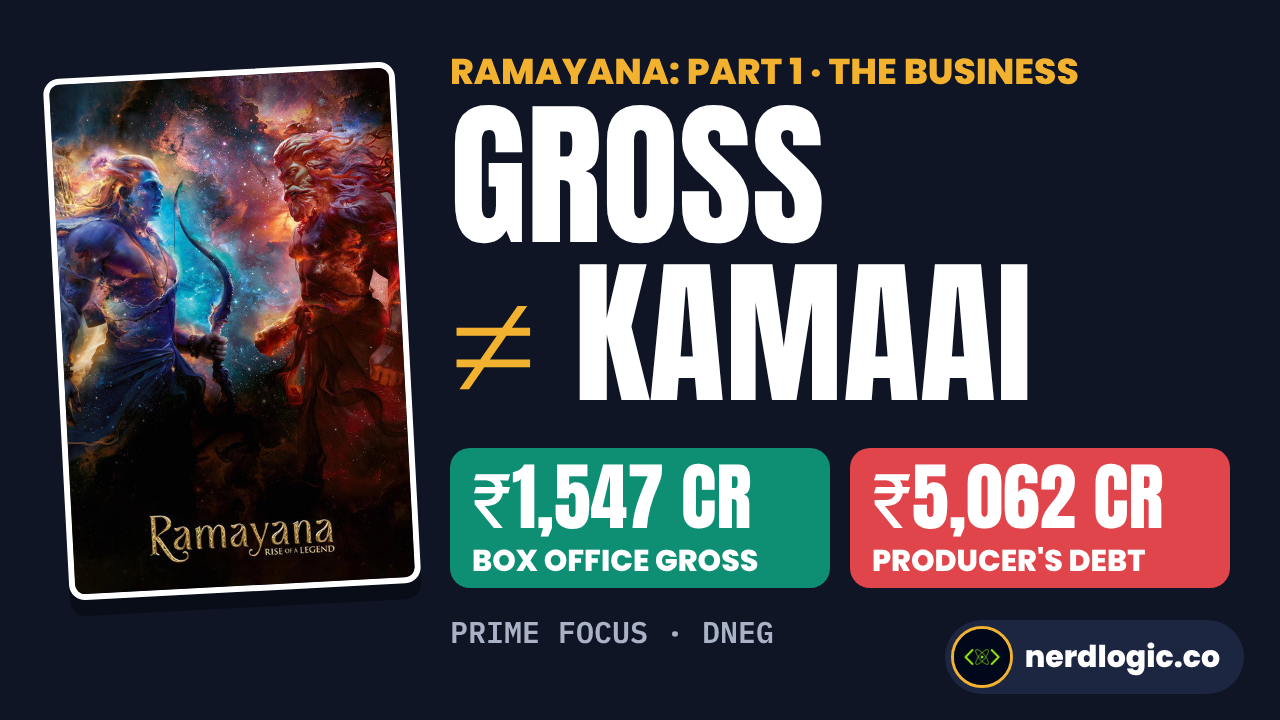 RAMAYANA: PART 1 · THE BUSINESS
GROSS
≠ KAMAAI
₹1,547 CR
BOX OFFICE GROSS
₹5,062 CR
PRODUCER'S DEBT
PRIME FOCUS · DNEG
Ramayana
RISE OF A LEGEND
nerdlogic.co